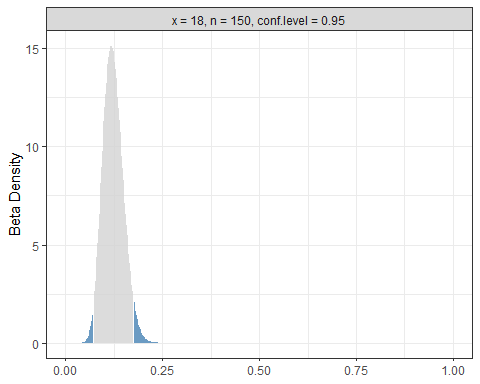 x = 18, n = 150, conf.level = 0.95
Beta Density
15
10
5
0
0.00 0.25 0.50 0.75 1.00